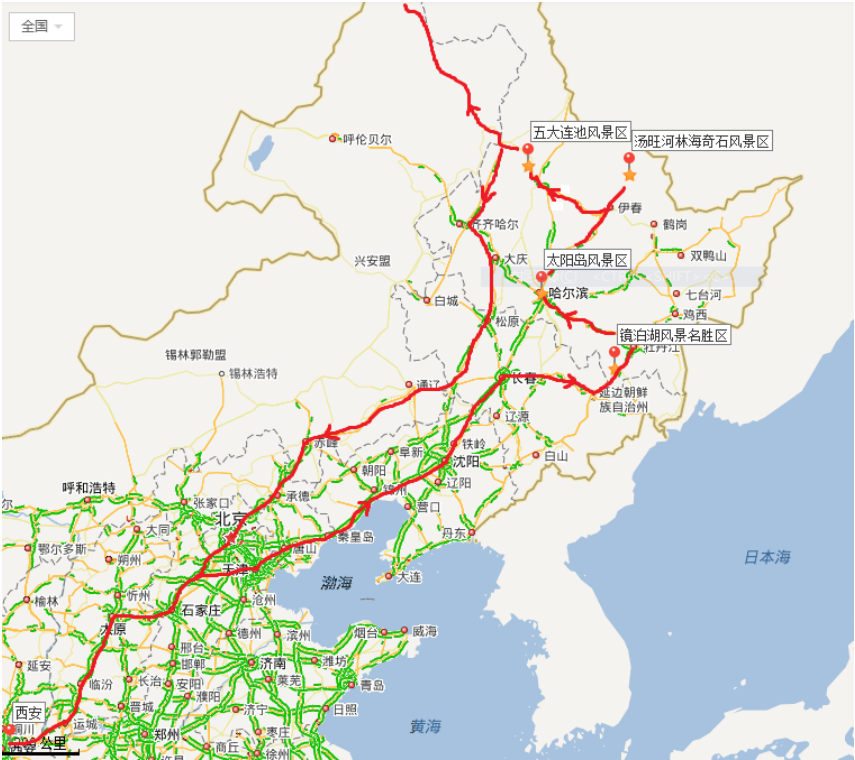 全国
五大连池风景区
汤旺河林海奇石风景区
呼伦贝尔
伊春
鹤岗
齐齐哈尔
双鸭山
兴安盟
大庆
太阳岛风景区
哈尔滨
七台河
白城
鸡西
松原
镜泊湖风景名胜区
牡丹江
锡林郭勒盟
锡林浩特
通辽
长春
延边朝鲜
族自治州
辽源
赤峰
铁岭
阜新
沈阳
白山
朝阳
辽阳
呼和浩特
张家口
承德
锦州
营口
北京
大同
秦皇岛
丹东
鄂尔多斯
唐山
日本海
朔州
天津
大连
渤海
榆林
忻州
沧州
石家庄
太原
德州
滨州
烟台
威海
邢台
延安
邯郸
济南
潍坊
临汾
长治
安阳
莱芜
青岛
濮阳
西安
晋城
济宁
日照
铜川
运城
黄海
郑州
枣庄
西安
公里
商丘
徐州